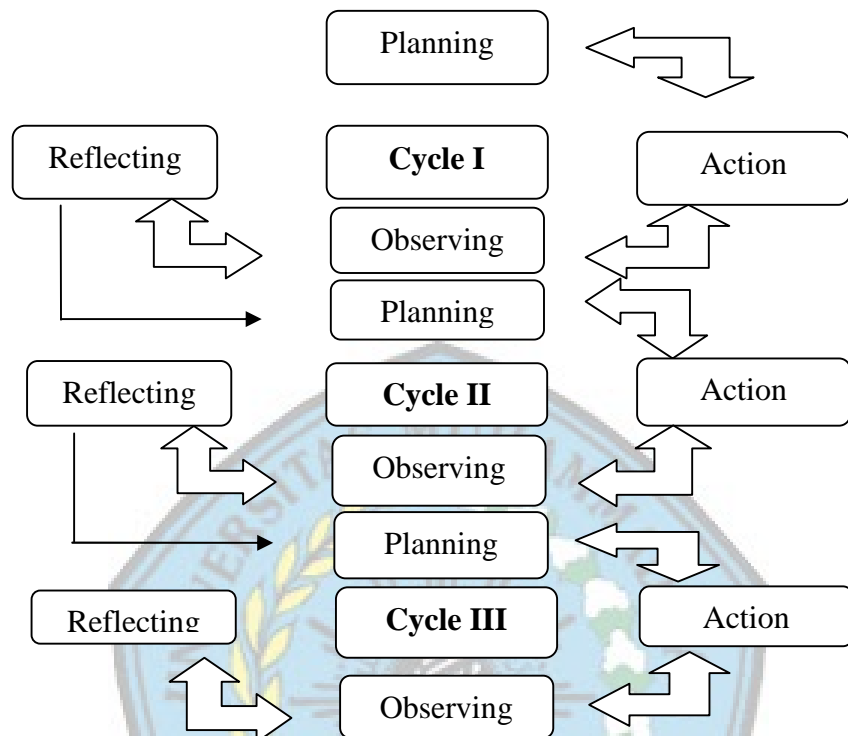 Planning
Reflecting
Cycle I
Action
Observing
Planning
Reflecting
Cycle II
Action
Observing
Planning
Reflecting
Cycle III
Action
Observing